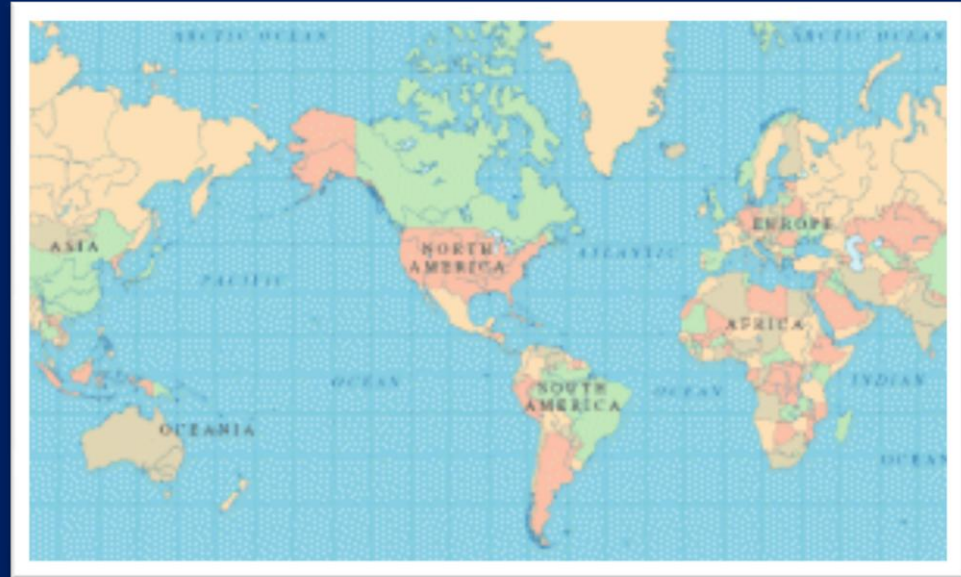 ARCTIC OCEAN
ARCTIC OCEAN
EUROPE
ASIA
NORTH
AMERICA
ATLANTIC
PACIFIC
AFRICA
OCEAN
SOUTH
AMERICA
OCEAN
INDIAN
OCEANIA
OCEAN